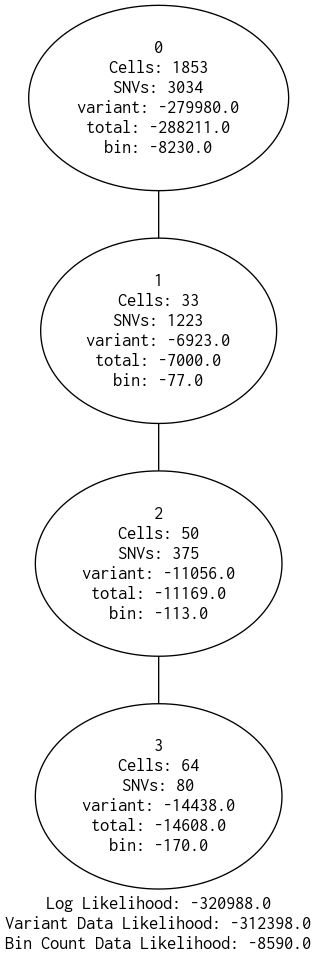 0
Cells: 1853
SNVs: 3034
variant: -279980.0
total: -288211.0
bin: -8230.0
1
Cells: 33
SNVs: 1223
variant: -6923.0
total: -7000.0
bin: -77.0
2
Cells: 50
SNVs: 375
variant: -11056.0
total: -11169.0
bin: -113.0
3
Cells: 64
SNVs: 80
variant: -14438.0
total: -14608.0
bin: -170.0
Log Likelihood: -320988.0
Variant Data Likelihood: -312398.0
Bin Count Data Likelihood: -8590.0